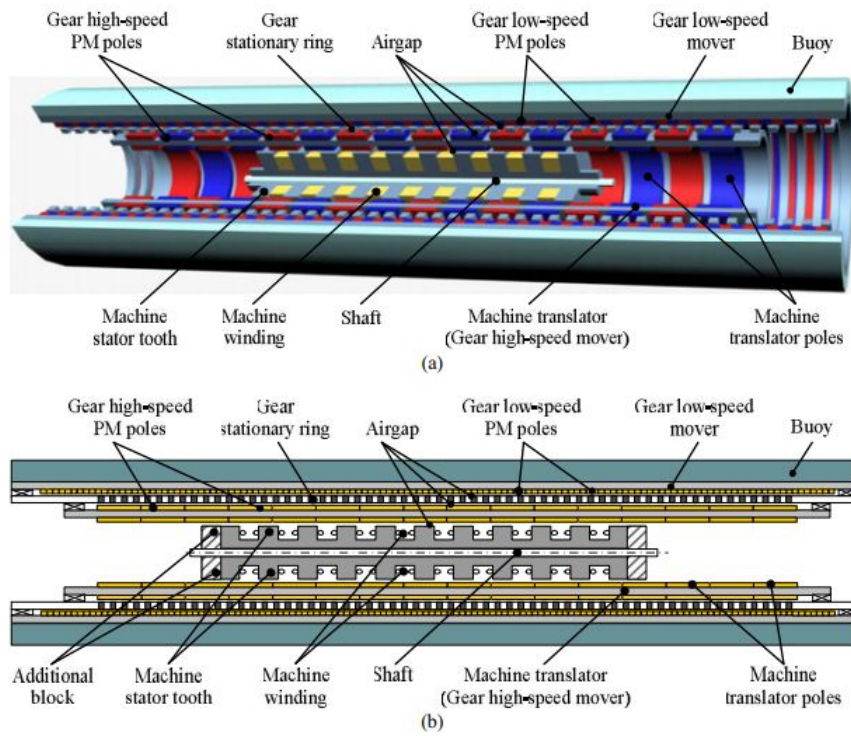 Gear high-speed
PM poles
Gear
stationary ring
Airgap
Gear low-speed
PM poles
Gear low-speed
mover
Buoy
Machine
stator tooth
Machine
winding
Shaft
Machine translator
(Gear high-speed mover)
Machine
translator poles
(a)
Gear high-speed
PM poles
Gear
stationary ring
Airgap
Gear low-speed
PM poles
Gear low-speed
mover
Buoy
Additional
block
Machine
stator tooth
Machine
winding
Shaft
Machine translator
(Gear high-speed mover)
Machine
translator poles
(b)